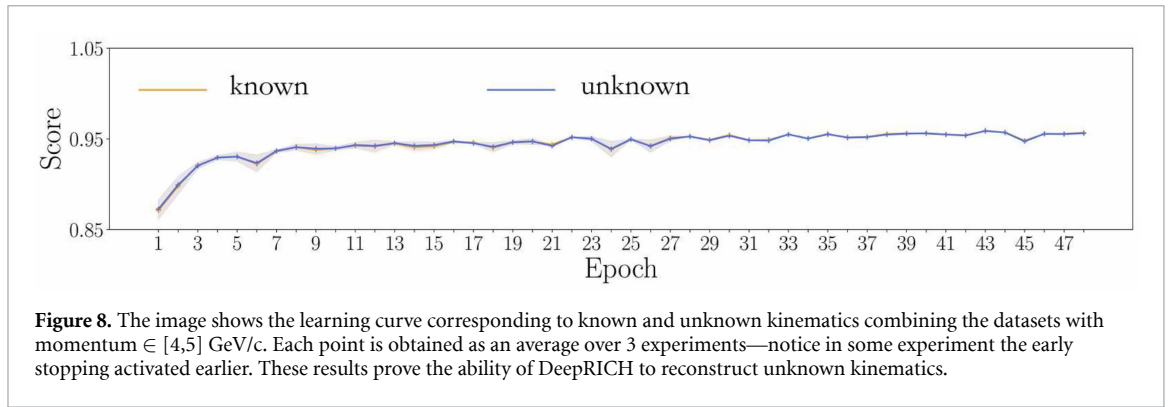 1.05
known
unknown
0.95
Score
0.85
1 3 5 7 9 11 13 15 17 19 21 23 25 27 29 31 33 35 37 39 41 43 45 47
Epoch
Figure 8. The image shows the learning curve corresponding to known and unknown kinematics combining the datasets with
momentum ∈ [4,5] GeV/c. Each point is obtained as an average over 3 experiments—notice in some experiment the early
stopping activated earlier. These results prove the ability of DeepRICH to reconstruct unknown kinematics.